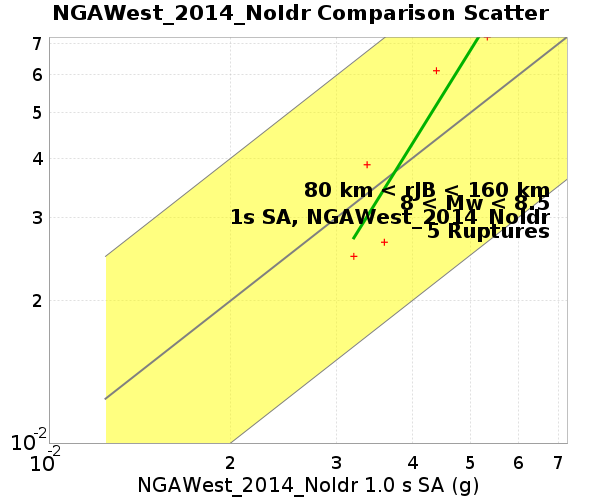 NGAWest_2014_NoIdr Comparison Scatter
7
6
5
4
3
2
10-2
80 km < rJB < 160 km
8 < Mw < 8.5
1s SA, NGAWest_2014_NoIdr
5 Ruptures
10-2
2 3 4 5 6 7
NGAWest_2014_NoIdr 1.0 s SA (g)